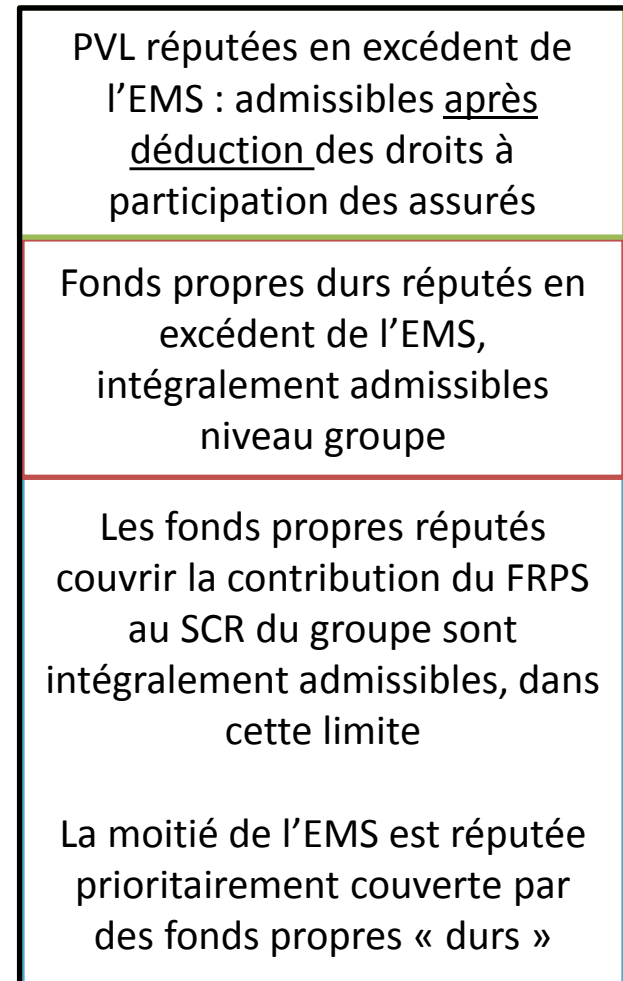 PVL réputées en excédent de
l’EMS : admissibles après
déduction des droits à
participation des assurés
Fonds propres durs réputés en
excédent de l’EMS,
intégralement admissibles
niveau groupe
Les fonds propres réputés
couvrir la contribution du FRPS
au SCR du groupe sont
intégralement admissibles, dans
cette limite
La moitié de l’EMS est réputée
prioritairement couverte par
des fonds propres « durs »